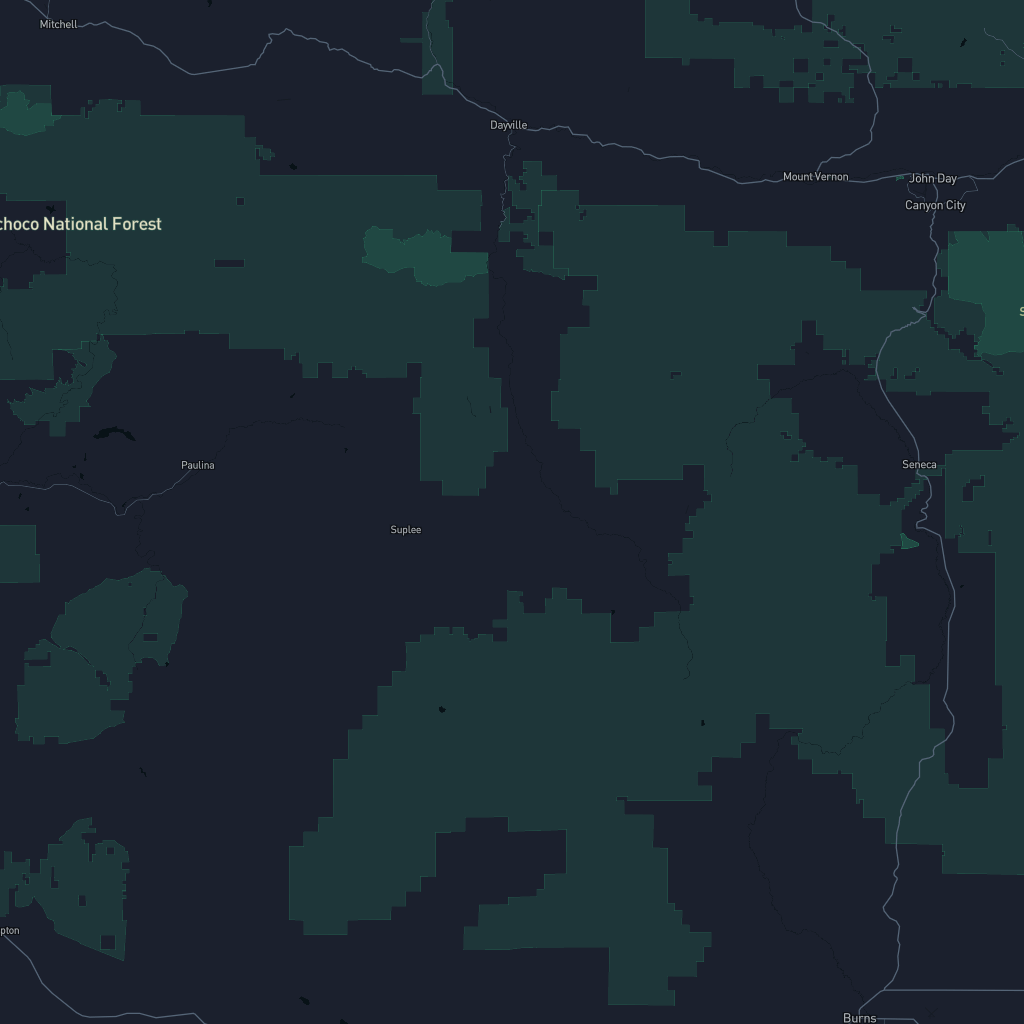 Mitchell
Dayville
Mount Vernon
John Day
Canyon City
choco National Forest
S
Seneca
Paulina
Suplee
pton
Burns